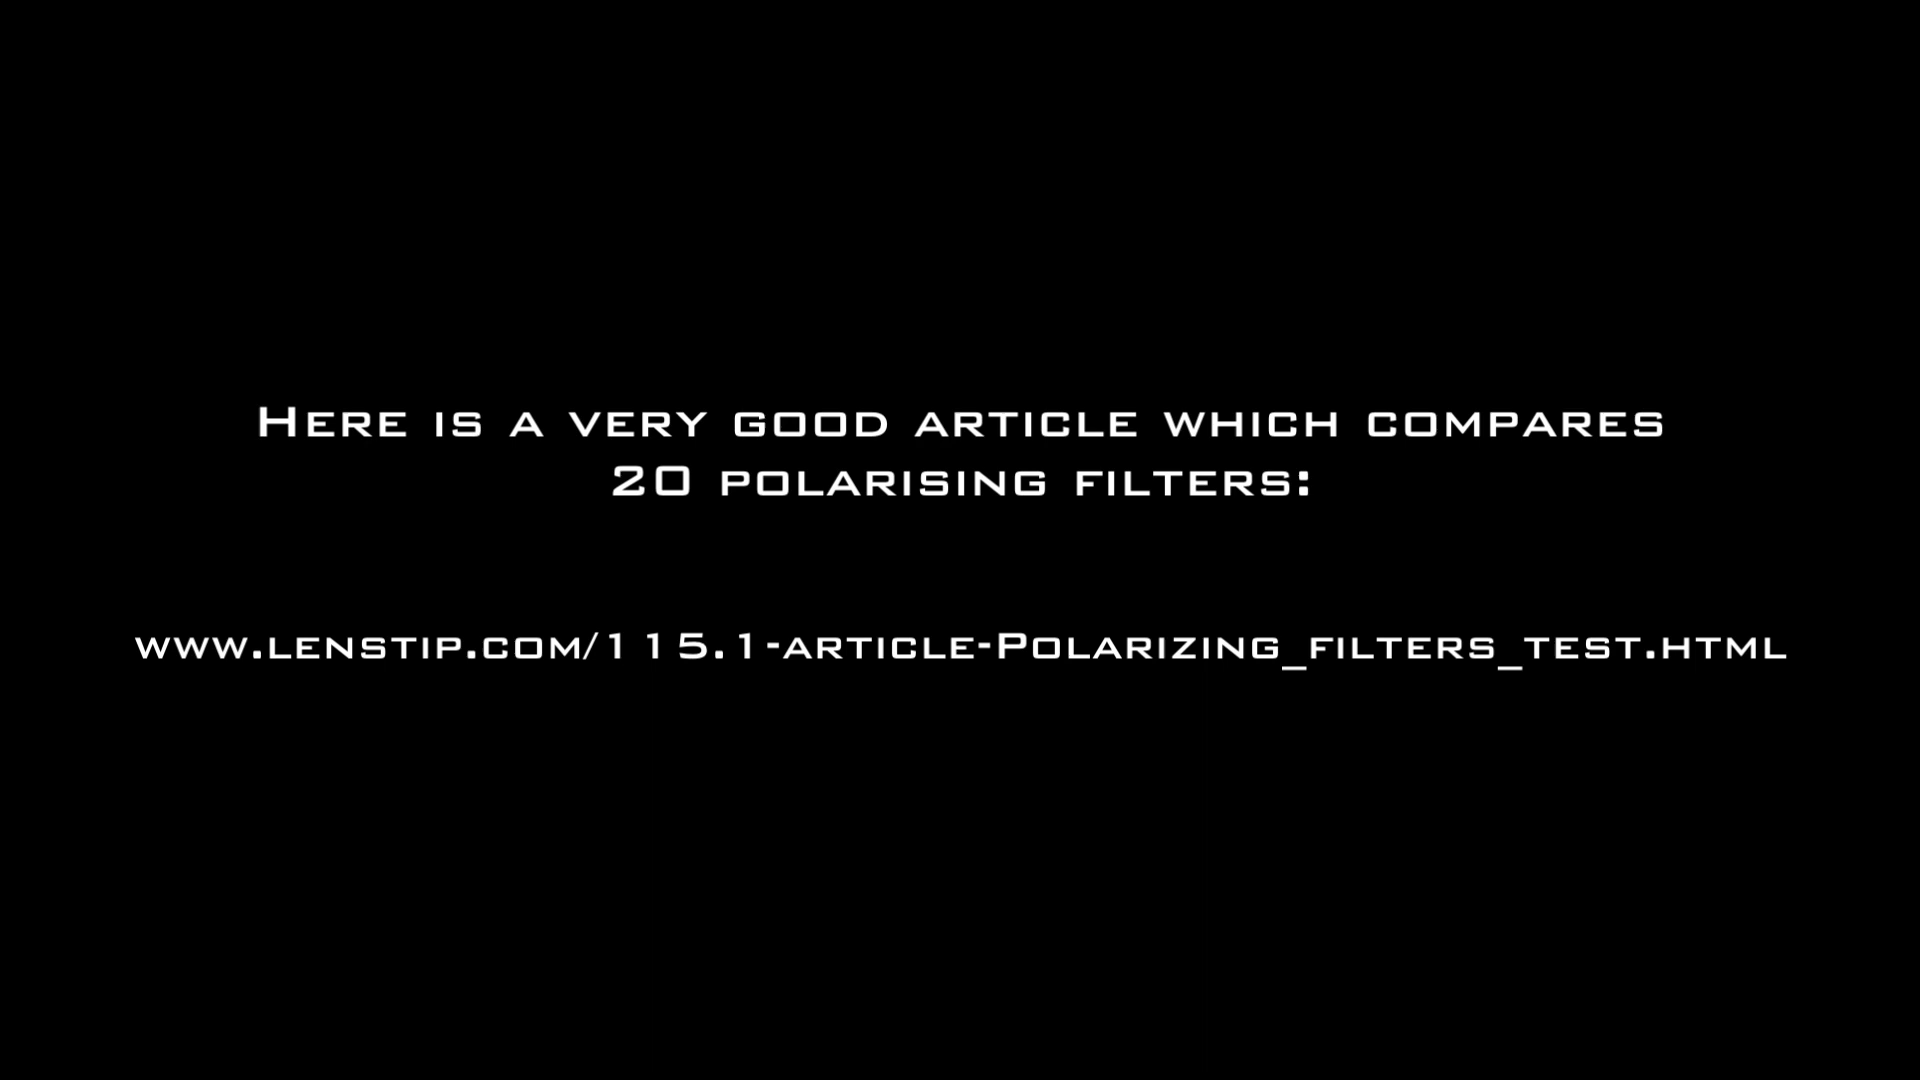 Here is a very good article which compares
20 polarising filters:
www.lenstip.com/115.1-article-Polarizing_filters_test.html